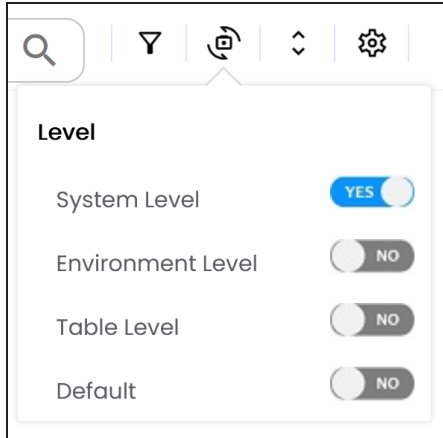 Level
System Level YES
Environment Level NO
Table Level NO
Default NO